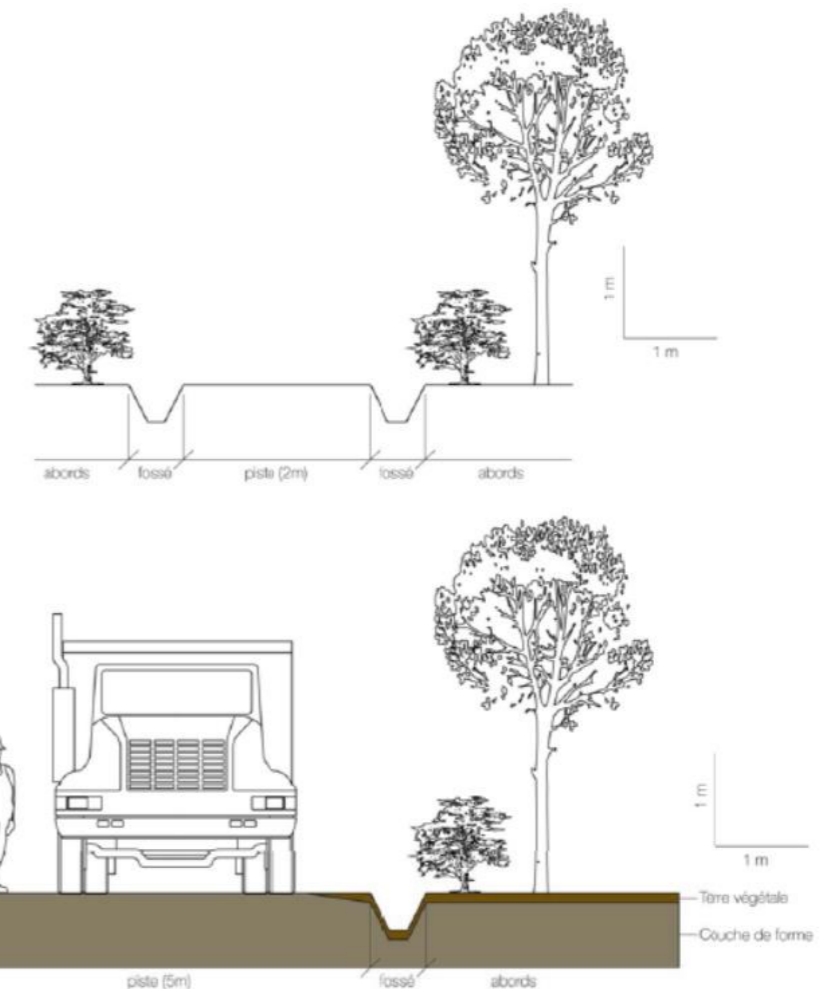 1 m
1 m
abords fossé piste (2m) fossé abords
1 m
1 m
Terre végétale
Couche de forme
piste (5m) fossé abords